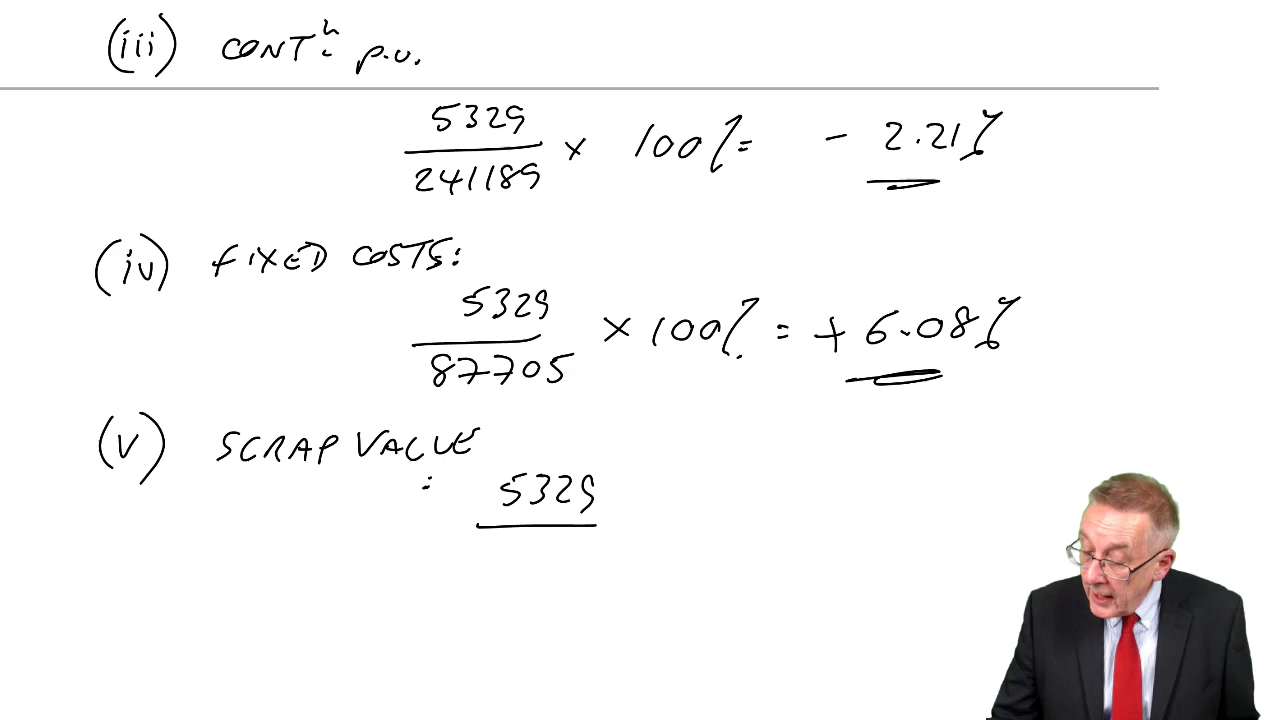 (iii) CONTⁿ p.u.
5329
241189 × 100% = - 2.21%
(iv) FIXED COSTS:
5329
87705 × 100% = + 6.08%
(v) SCRAP VALUE :
5329